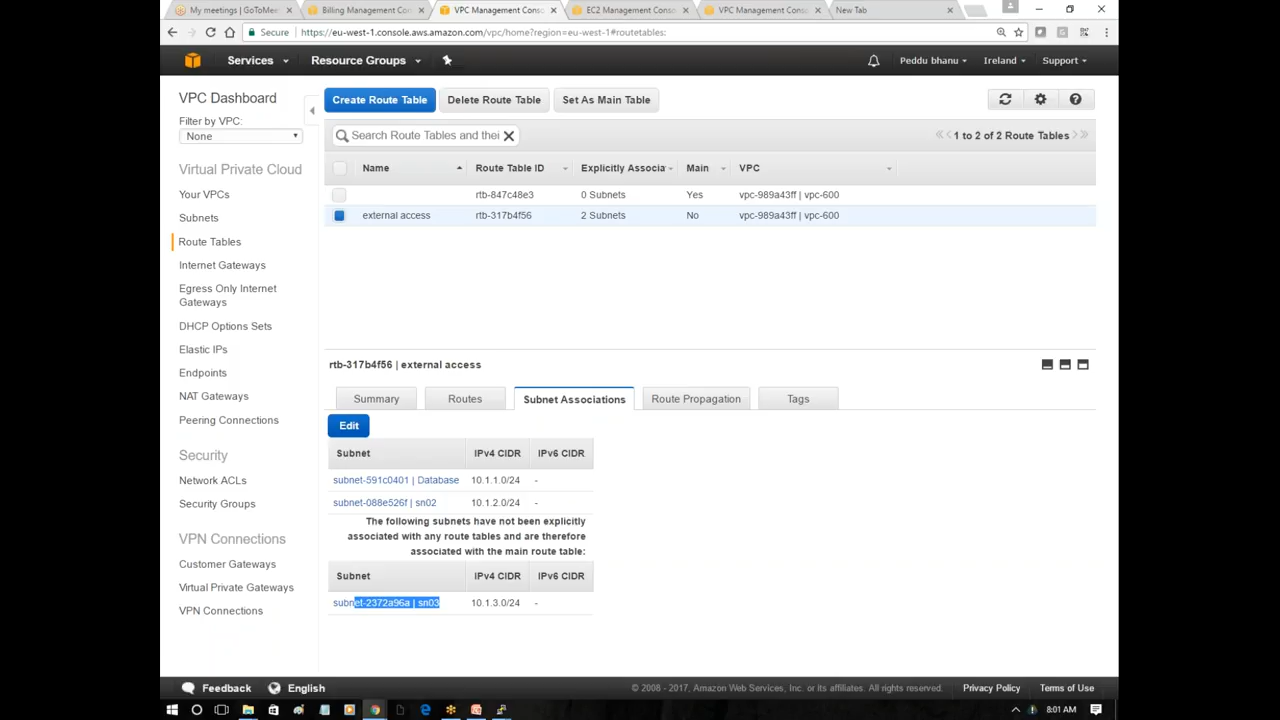 My meetings | GoToMee
Billing Management Con
VPC Management Conso
EC2 Management Conso
VPC Management Conso
New Tab
Secure
https://eu-west-1.console.aws.amazon.com/vpc/home?region=eu-west-1#routetables:
Services
Resource Groups
Peddu bhanu
Ireland
Support
VPC Dashboard
Filter by VPC:
None
Virtual Private Cloud
Your VPCs
Subnets
Route Tables
Internet Gateways
Egress Only Internet
Gateways
DHCP Options Sets
Elastic IPs
Endpoints
NAT Gateways
Peering Connections
Security
Network ACLs
Security Groups
VPN Connections
Customer Gateways
Virtual Private Gateways
VPN Connections
Create Route Table
Delete Route Table
Set As Main Table
Search Route Tables and thei
1 to 2 of 2 Route Tables
Name Route Table ID Explicitly Associa Main VPC
rtb-847c48e3 0 Subnets Yes vpc-989a43ff | vpc-600
external access rtb-317b4f56 2 Subnets No vpc-989a43ff | vpc-600
rtb-317b4f56 | external access
Summary
Routes
Subnet Associations
Route Propagation
Tags
Edit
Subnet IPv4 CIDR IPv6 CIDR
subnet-591c0401 | Database 10.1.1.0/24 -
subnet-088e526f | sn02 10.1.2.0/24 -
The following subnets have not been explicitly
associated with any route tables and are therefore
associated with the main route table:
Subnet IPv4 CIDR IPv6 CIDR
subnet-2372a96a | sn03 10.1.3.0/24 -
Feedback
English
© 2008 - 2017, Amazon Web Services, Inc. or its affiliates. All rights reserved.
Privacy Policy
Terms of Use
8:01 AM